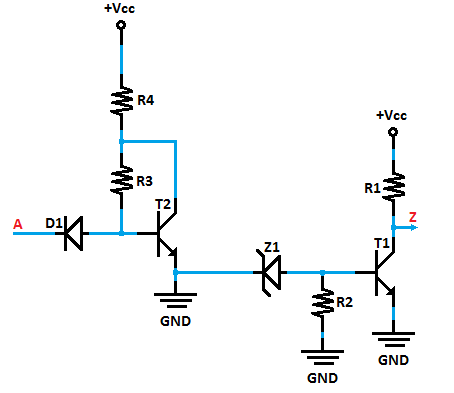 +Vcc
R4
+Vcc
R3
R1
T2
A
D1
Z
Z1
T1
R2
GND
GND
GND